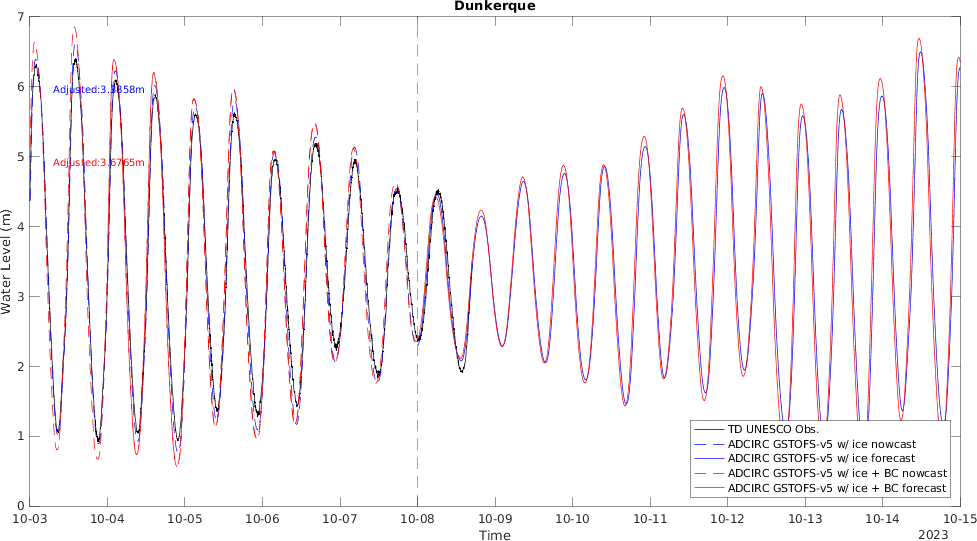 Dunkerque
7
6
5
4
3
2
1
0
Water Level (m)
Adjusted:3.3858m
Adjusted:3.6765m
TD UNESCO Obs.
ADCIRC GSTOFS-v5 w/ ice nowcast
ADCIRC GSTOFS-v5 w/ ice forecast
ADCIRC GSTOFS-v5 w/ ice + BC nowcast
ADCIRC GSTOFS-v5 w/ ice + BC forecast
10-03 10-04 10-05 10-06 10-07 10-08 10-09 10-10 10-11 10-12 10-13 10-14 10-15
Time
2023